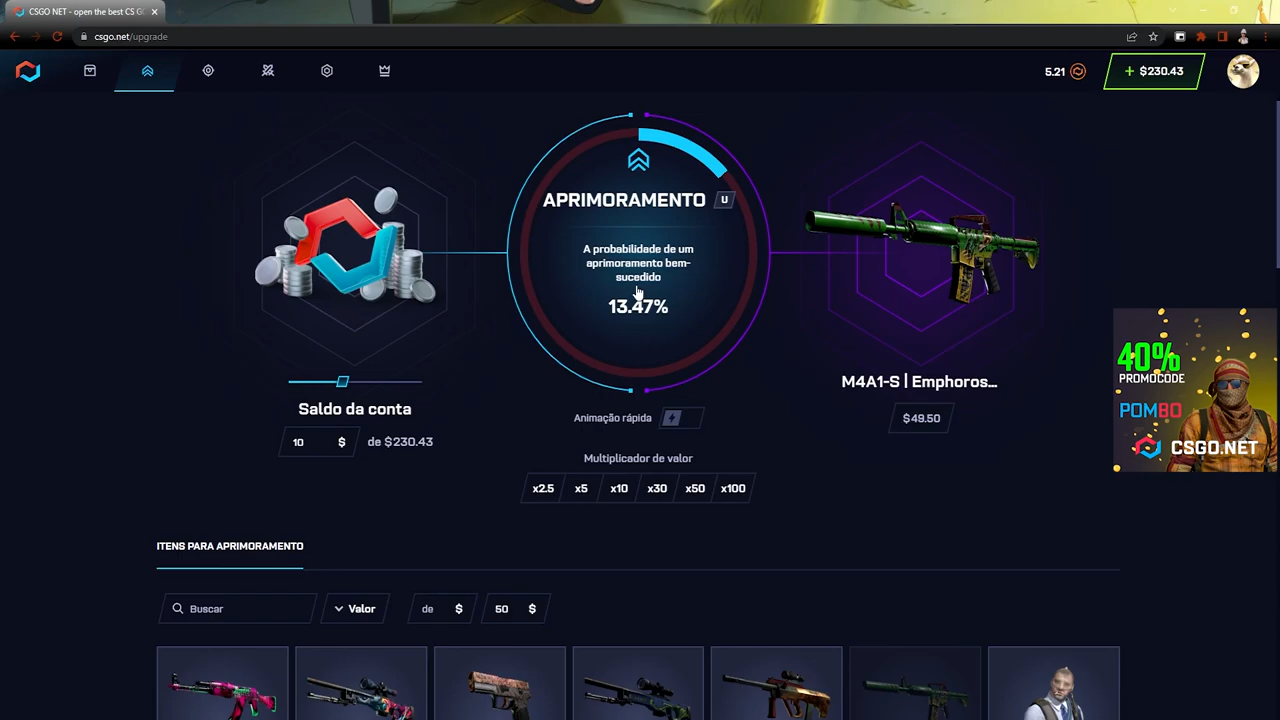 CSGO NET - open the best CS G
csgo.net/upgrade
5.21
+ $230.43
APRIMORAMENTO U
A probabilidade de um
aprimoramento bem-
sucedido
13.47%
Saldo da conta
10 $ de $230.43
Animação rápida
Multiplicador de valor
x2.5 x5 x10 x30 x50 x100
M4A1-S | Emphoros...
$49.50
40%
PROMOCODE
POMBO
CSGO.NET
ITENS PARA APRIMORAMENTO
Buscar
Valor
de $
50 $